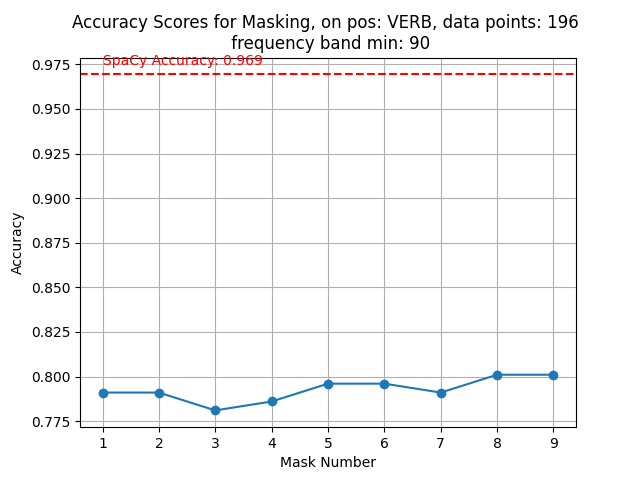 Accuracy Scores for Masking, on pos: VERB, data points: 196
frequency band min: 90
SpaCy Accuracy: 0.969
0.975
0.950
0.925
0.900
0.875
0.850
0.825
0.800
0.775
Accuracy
1 2 3 4 5 6 7 8 9
Mask Number